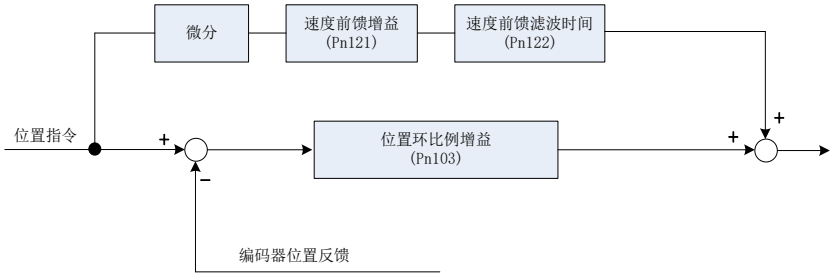 微分
速度前馈增益
(Pn121)
速度前馈滤波时间
(Pn122)
位置指令
+
−
位置环比例增益
(Pn103)
+
+
编码器位置反馈